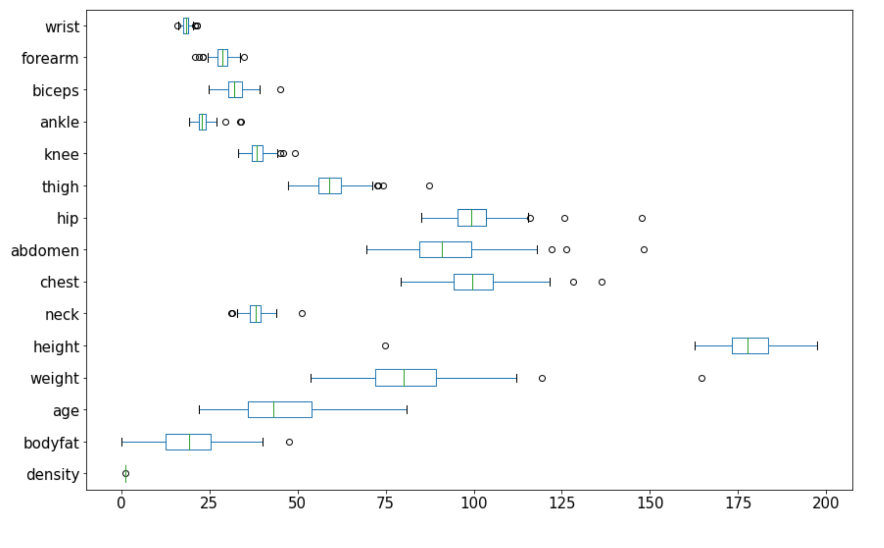 wrist
forearm
biceps
ankle
knee
thigh
hip
abdomen
chest
neck
height
weight
age
bodyfat
density
0 25 50 75 100 125 150 175 200